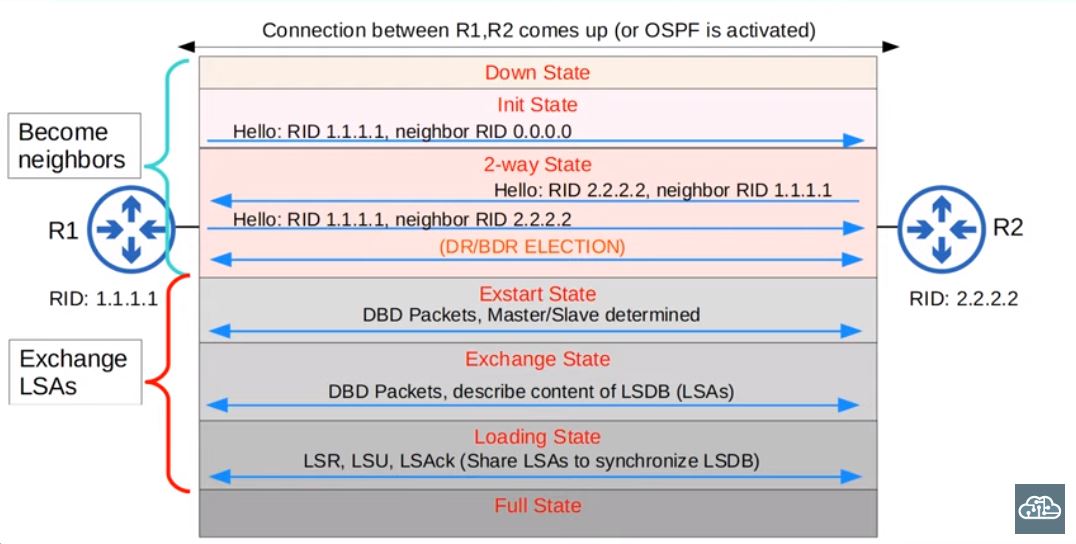 Connection between R1,R2 comes up (or OSPF is activated)
Down State
Init State
Hello: RID 1.1.1.1, neighbor RID 0.0.0.0
Become
neighbors
2-way State
Hello: RID 2.2.2.2, neighbor RID 1.1.1.1
Hello: RID 1.1.1.1, neighbor RID 2.2.2.2
(DR/BDR ELECTION)
R1
R2
RID: 1.1.1.1
RID: 2.2.2.2
Exstart State
DBD Packets, Master/Slave determined
Exchange
LSAs
Exchange State
DBD Packets, describe content of LSDB (LSAs)
Loading State
LSR, LSU, LSAck (Share LSAs to synchronize LSDB)
Full State